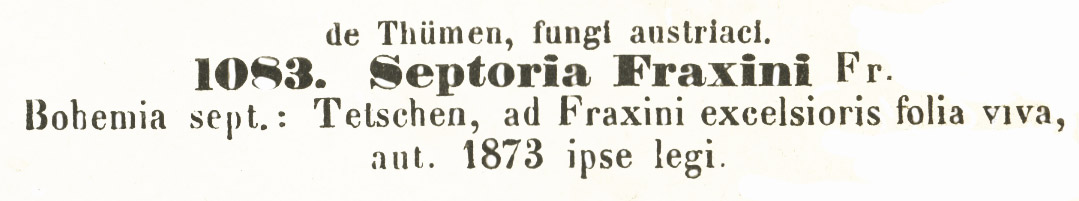 de Thümen, fungi austriaci.
1083. Septoria Fraxini Fr.
Bohemia sept.: Tetschen, ad Fraxini excelsioris folia viva,
aut. 1873 ipse legi.